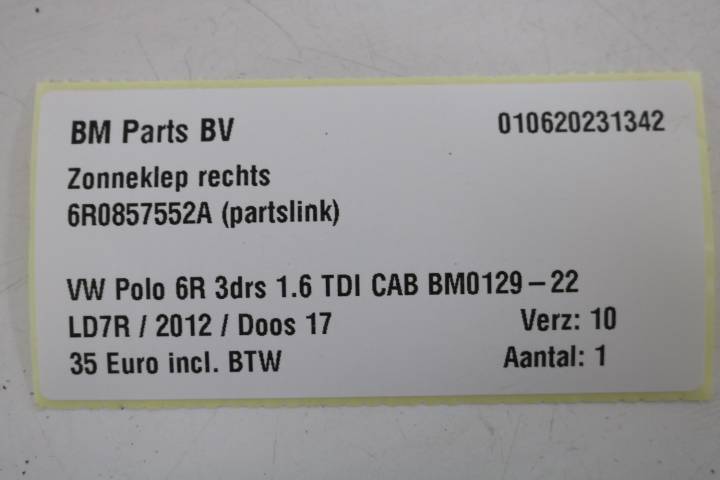 BM Parts BV 010620231342
Zonneklep rechts
6R0857552A (partslink)
VW Polo 6R 3drs 1.6 TDI CAB BM0129-22
LD7R / 2012 / Doos 17 Verz: 10
35 Euro incl. BTW Aantal: 1